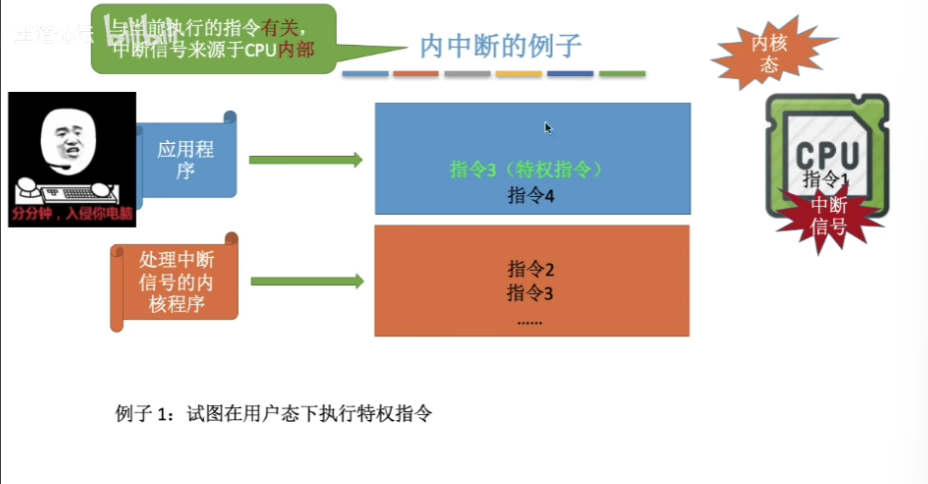 与当前执行的指令有关，
中断信号来源于CPU内部
bilibili
内中断的例子
内核
态
应用程
序
指令3（特权指令）
指令4
CPU
指令1
中断
信号
分分钟，入侵你电脑
处理中断
信号的内
核程序
指令2
指令3
......
例子 1：试图在用户态下执行特权指令